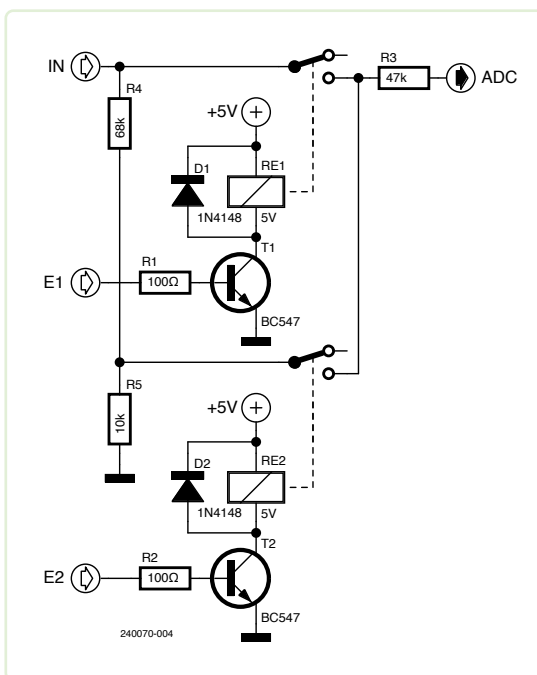 IN
R4
68k
R3
47k
ADC
+5V
D1
RE1
1N4148
5V
T1
E1
R1
100Ω
BC547
R5
10k
+5V
D2
RE2
1N4148
5V
T2
E2
R2
100Ω
BC547
240070-004